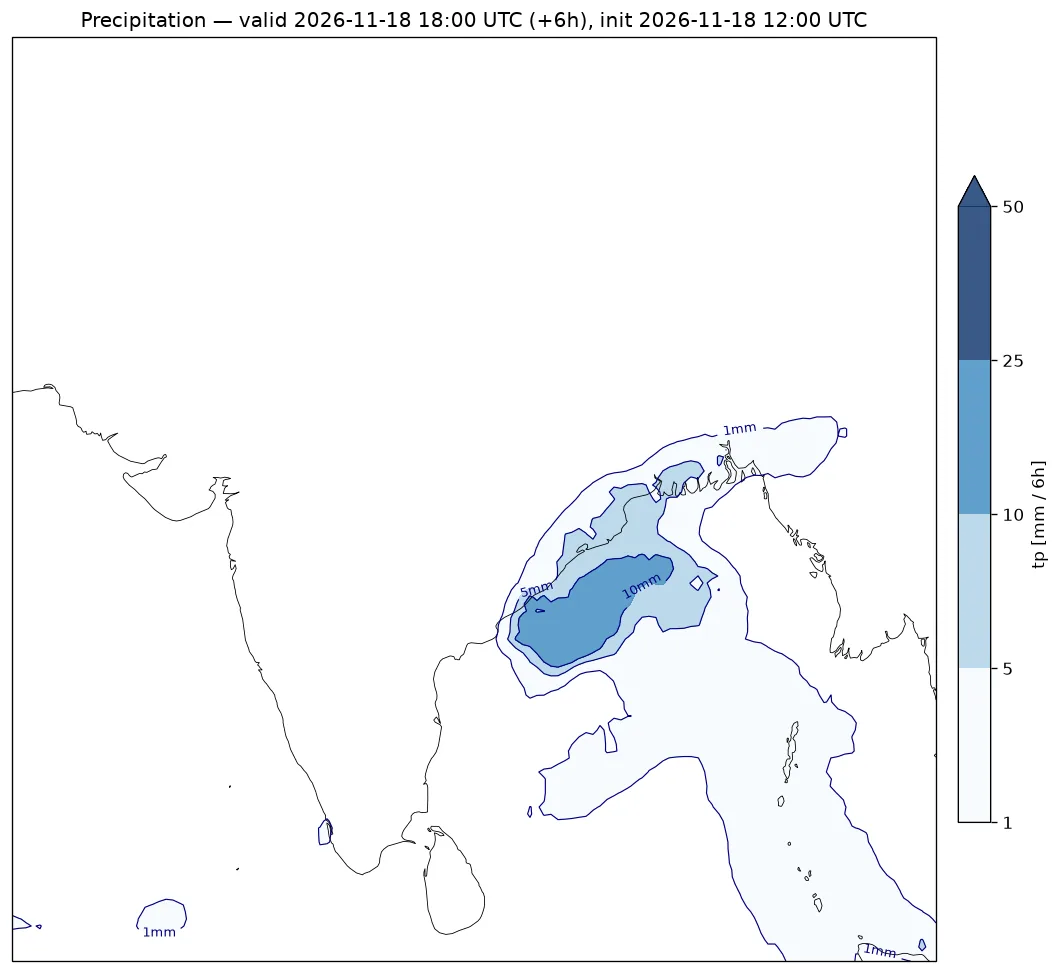 Precipitation — valid 2026-11-18 18:00 UTC (+6h), init 2026-11-18 12:00 UTC
50
25
10
5
1
tp [mm / 6h]
1mm
5mm
10mm
1mm
1mm